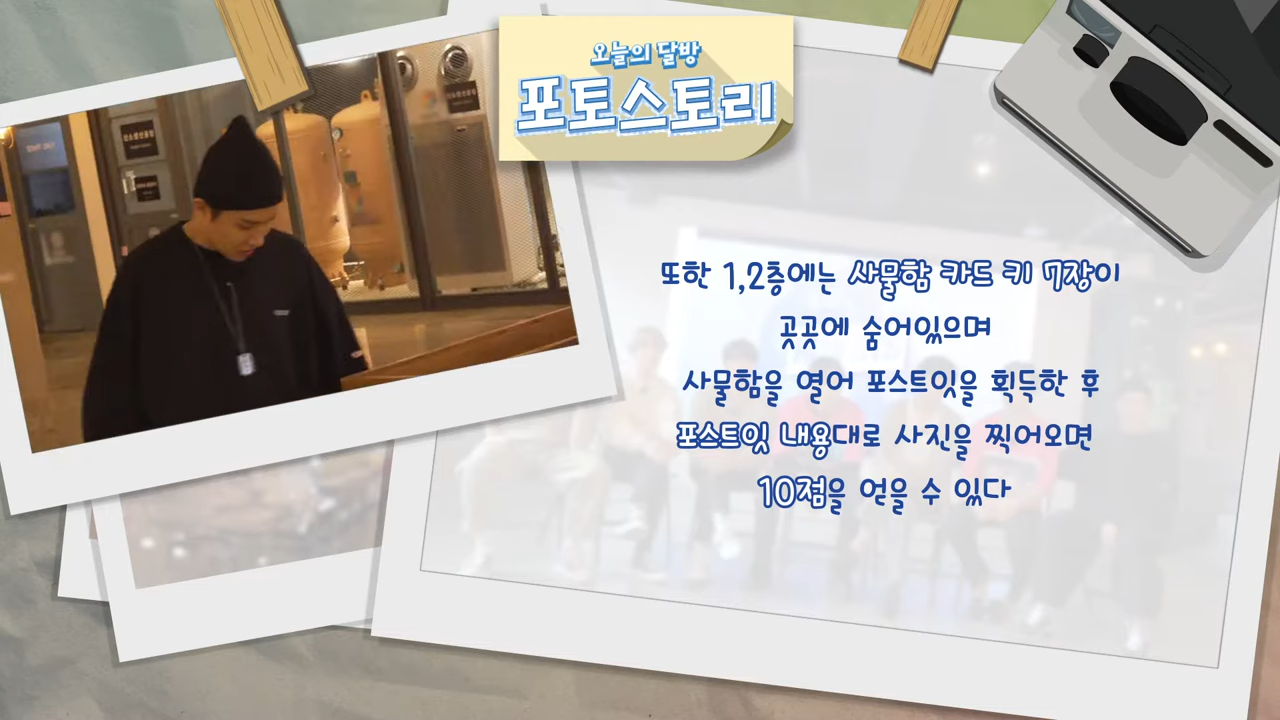 오늘의 달방
포토스토리
또한 1,2층에는 사물함 카드 키 7장이
곳곳에 숨어있으며
사물함을 열어 포스트잇을 획득한 후
포스트잇 내용대로 사진을 찍어오면
10점을 얻을 수 있다